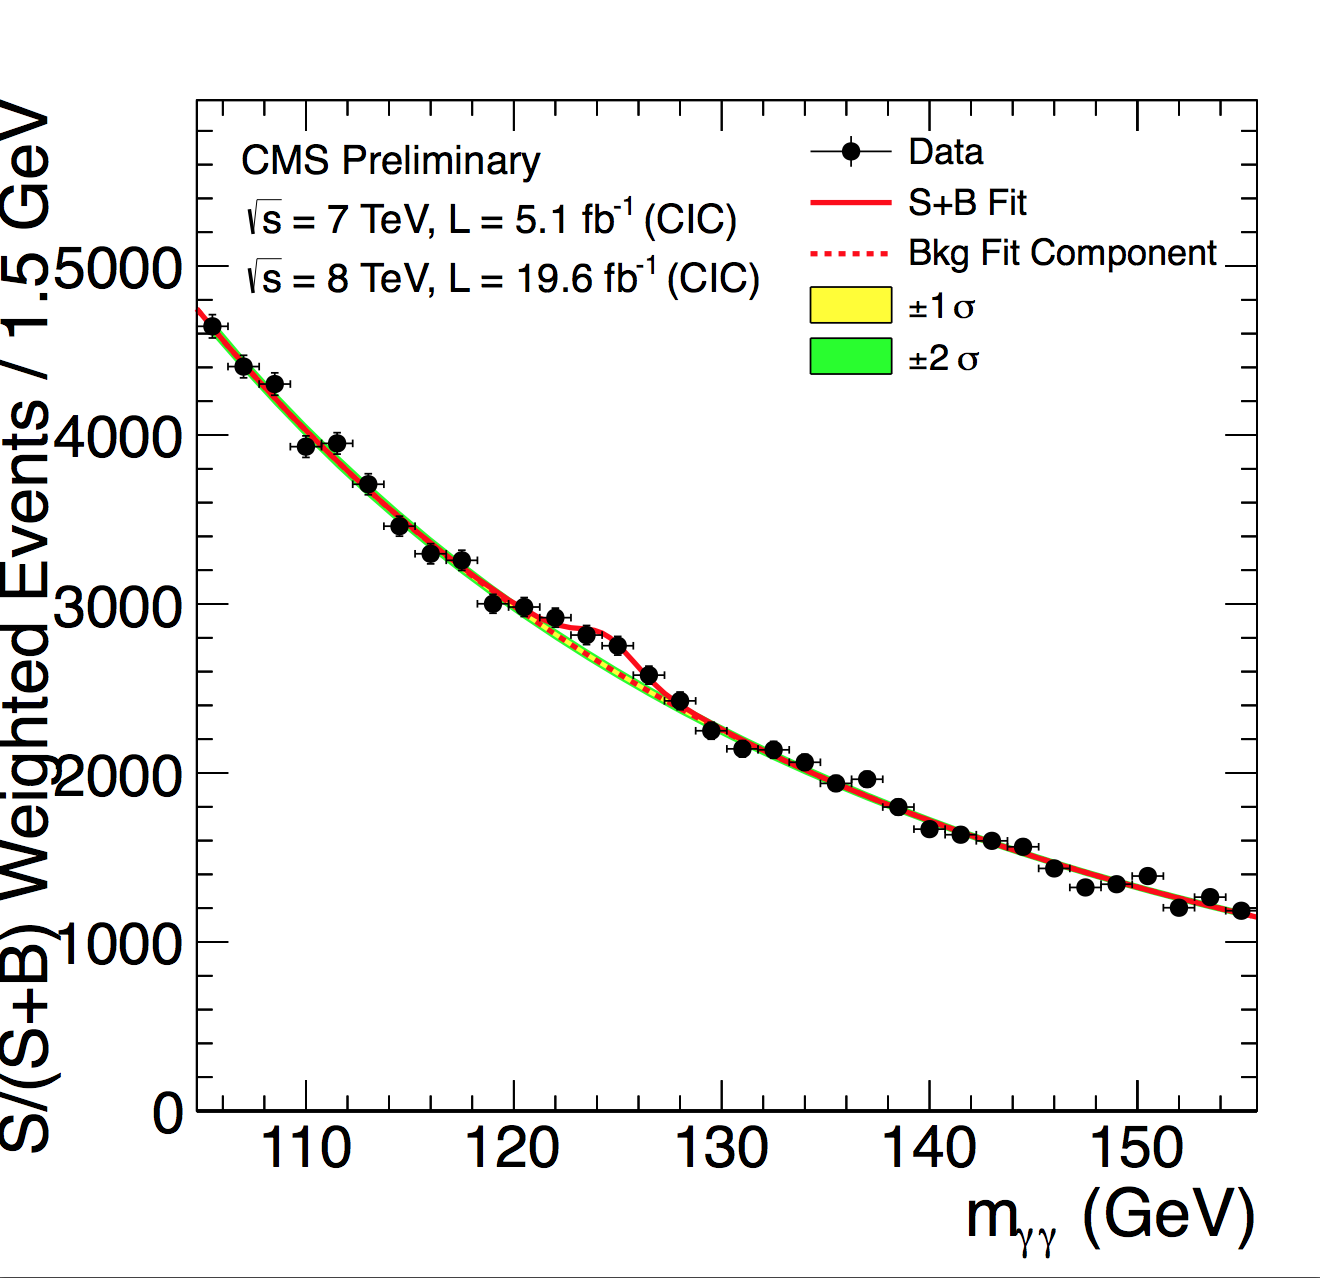 CMS Preliminary
√s = 7 TeV, L = 5.1 fb⁻¹ (CIC)
√s = 8 TeV, L = 19.6 fb⁻¹ (CIC)
Data
S+B Fit
Bkg Fit Component
±1 σ
±2 σ
S/(S+B) Weighted Events / 1.5 GeV
5000
4000
3000
2000
1000
0
110 120 130 140 150
m_γγ (GeV)